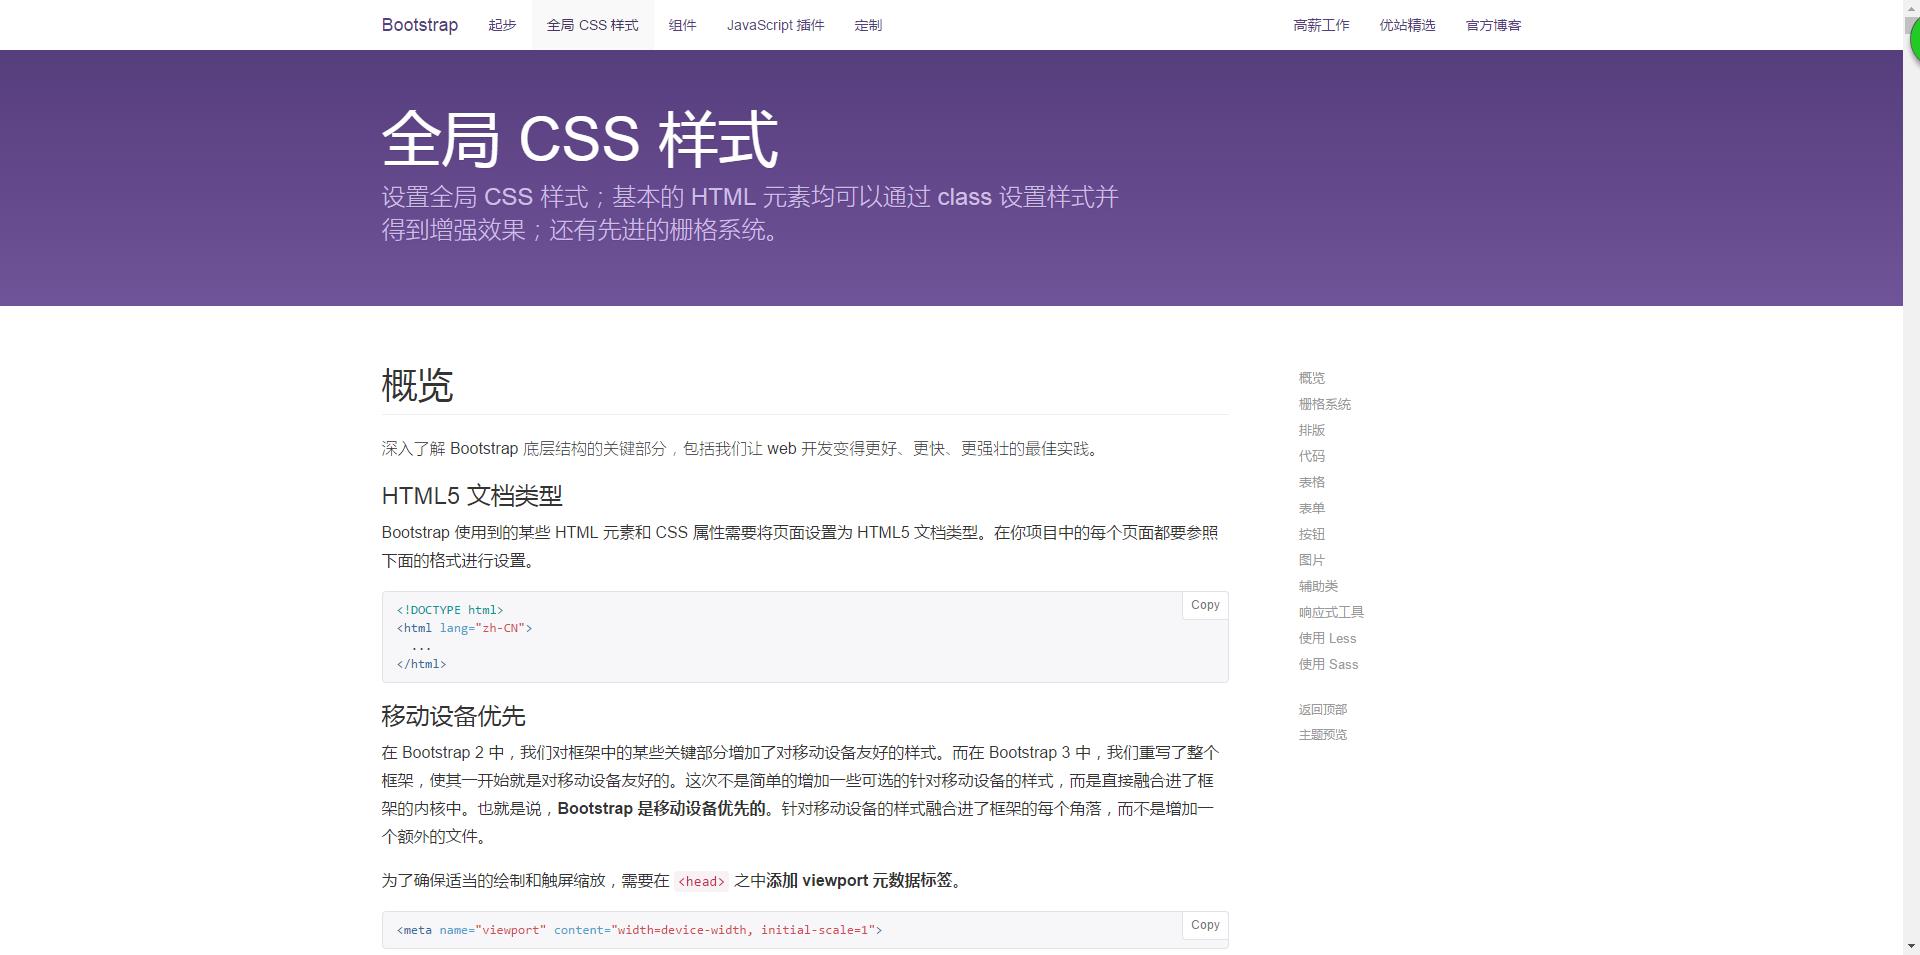 Bootstrap 起步 全局 CSS 样式 组件 JavaScript 插件 定制 高薪工作 优站精选 官方博客
全局 CSS 样式
设置全局 CSS 样式；基本的 HTML 元素均可以通过 class 设置样式并
得到增强效果；还有先进的栅格系统。
概览
深入了解 Bootstrap 底层结构的关键部分，包括我们让 web 开发变得更好、更快、更强壮的最佳实践。
HTML5 文档类型
Bootstrap 使用到的某些 HTML 元素和 CSS 属性需要将页面设置为 HTML5 文档类型。在你项目中的每个页面都要参照
下面的格式进行设置。
Copy
<!DOCTYPE html>
<html lang="zh-CN">
  ...
</html>
移动设备优先
在 Bootstrap 2 中，我们对框架中的某些关键部分增加了对移动设备友好的样式。而在 Bootstrap 3 中，我们重写了整个
框架，使其一开始就是对移动设备友好的。这次不是简单的增加一些可选的针对移动设备的样式，而是直接融合进了框
架的内核中。也就是说，Bootstrap 是移动设备优先的。针对移动设备的样式融合进了框架的每个角落，而不是增加一
个额外的文件。
为了确保适当的绘制和触屏缩放，需要在 <head> 之中添加 viewport 元数据标签。
Copy
<meta name="viewport" content="width=device-width, initial-scale=1">
概览
栅格系统
排版
代码
表格
表单
按钮
图片
辅助类
响应式工具
使用 Less
使用 Sass
返回顶部
主题预览